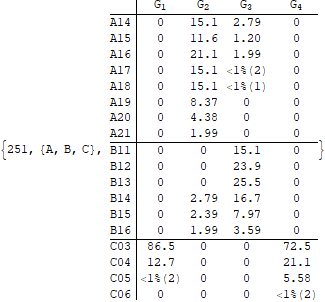 G1 G2 G3 G4
A14 0 15.1 2.79 0
A15 0 11.6 1.20 0
A16 0 21.1 1.99 0
A17 0 15.1 <1%(2) 0
A18 0 15.1 <1%(1) 0
A19 0 8.37 0 0
A20 0 4.38 0 0
A21 0 1.99 0 0
{251, {A, B, C}, B11 0 0 15.1 0
B12 0 0 23.9 0
B13 0 0 25.5 0
B14 0 2.79 16.7 0
B15 0 2.39 7.97 0
B16 0 1.99 3.59 0
C03 86.5 0 0 72.5
C04 12.7 0 0 21.1
C05 <1%(2) 0 0 5.58
C06 0 0 0 <1%(2)
}